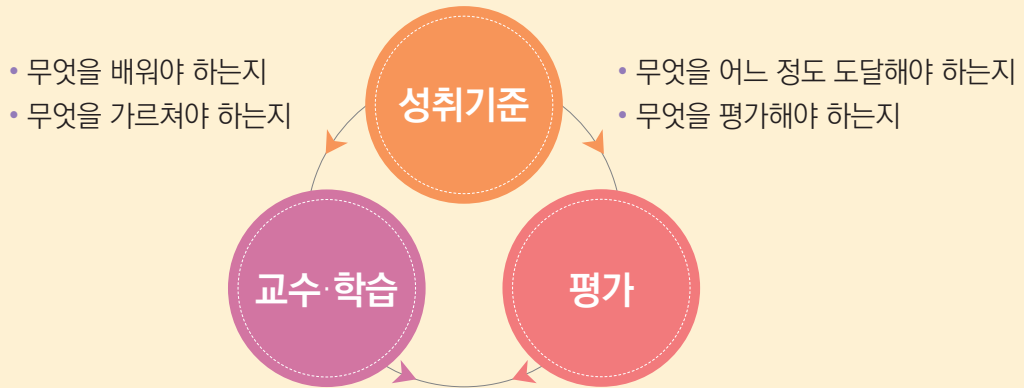 • 무엇을 배워야 하는지
• 무엇을 가르쳐야 하는지
성취기준
• 무엇을 어느 정도 도달해야 하는지
• 무엇을 평가해야 하는지
교수·학습
평가